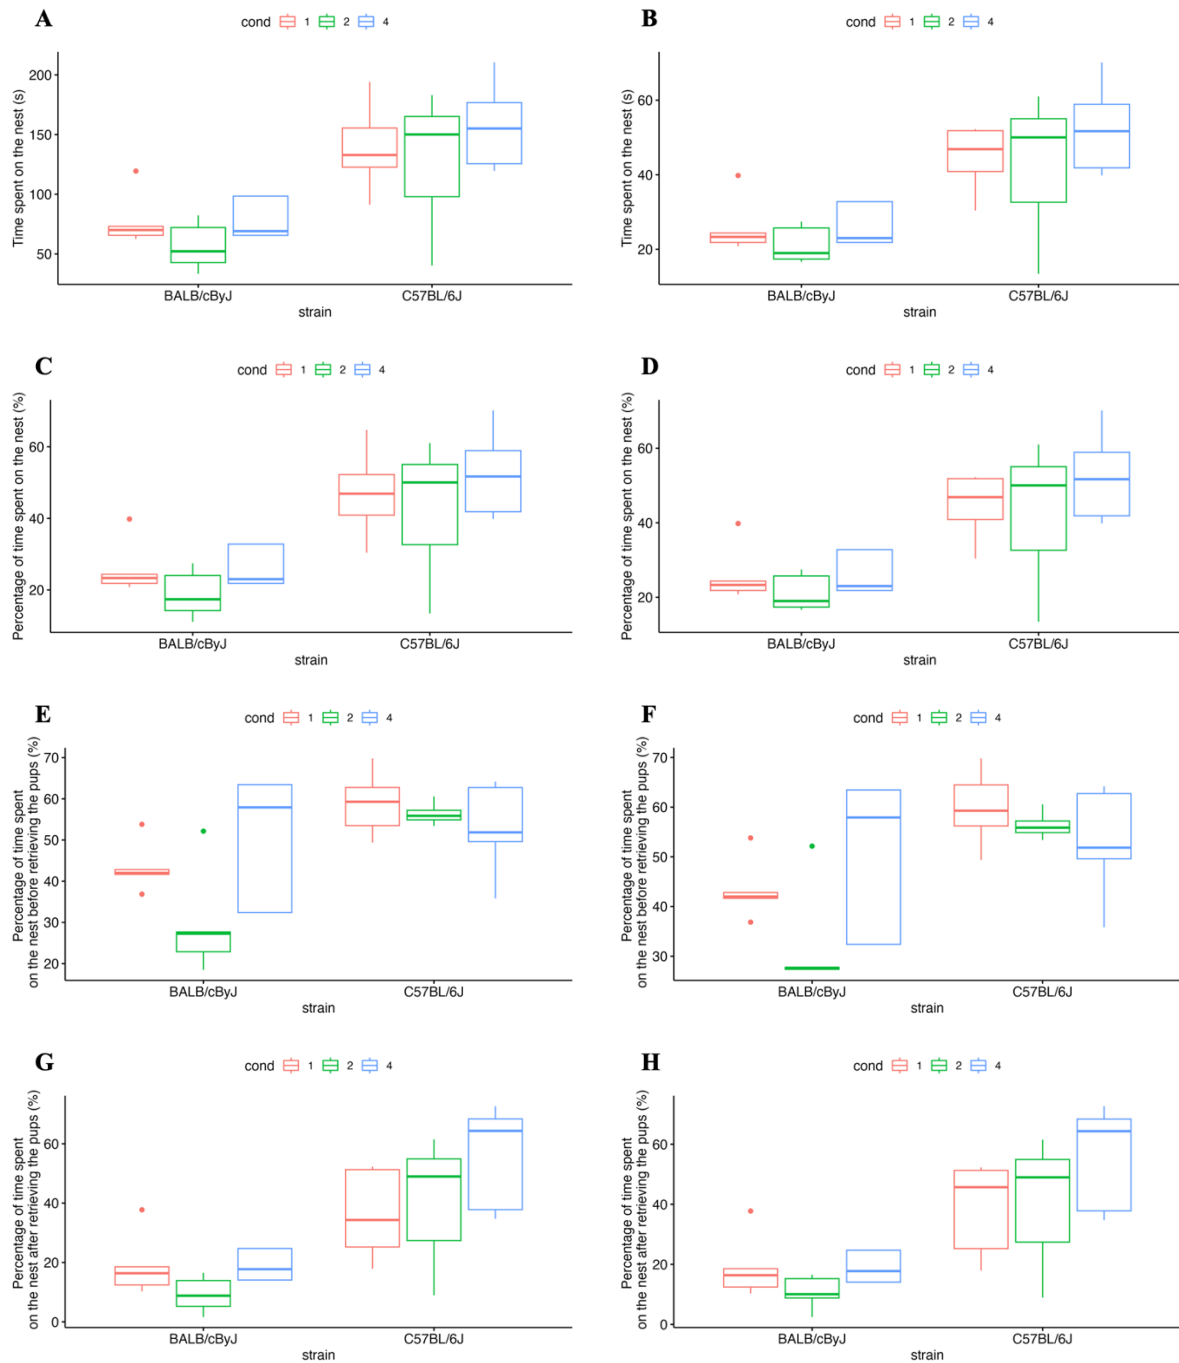 A
cond 1 2 4
Time spent on the nest (s)
200
150
100
50
BALB/cByJ C57BL/6J
strain
B
cond 1 2 4
Time spent on the nest (s)
60
40
20
BALB/cByJ C57BL/6J
strain
C
cond 1 2 4
Percentage of time spent on the nest (%)
60
40
20
BALB/cByJ C57BL/6J
strain
D
cond 1 2 4
Percentage of time spent on the nest (%)
60
40
20
BALB/cByJ C57BL/6J
strain
E
cond 1 2 4
Percentage of time spent
on the nest before retrieving the pups (%)
70
60
50
40
30
20
BALB/cByJ C57BL/6J
strain
F
cond 1 2 4
Percentage of time spent
on the nest before retrieving the pups (%)
70
60
50
40
30
BALB/cByJ C57BL/6J
strain
G
cond 1 2 4
Percentage of time spent
on the nest after retrieving the pups (%)
60
40
20
0
BALB/cByJ C57BL/6J
strain
H
cond 1 2 4
Percentage of time spent
on the nest after retrieving the pups (%)
60
40
20
0
BALB/cByJ C57BL/6J
strain